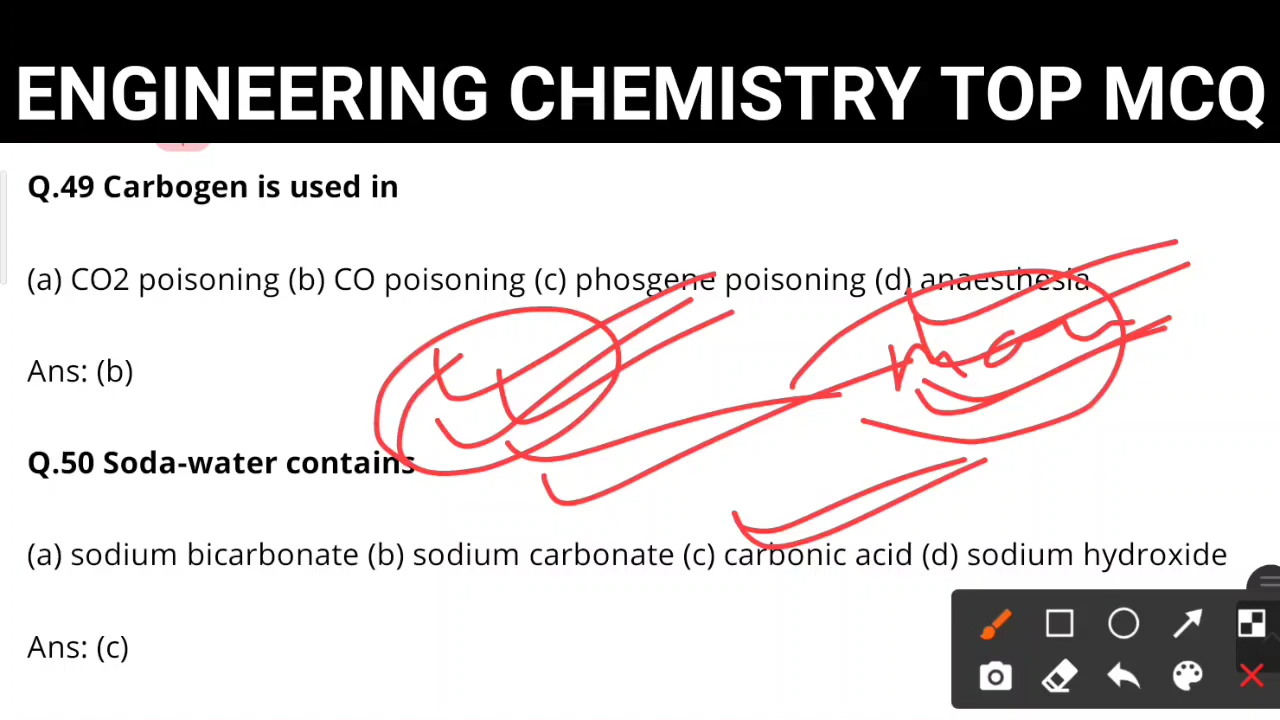 ENGINEERING CHEMISTRY TOP MCQ
Q.49 Carbogen is used in
(a) CO2 poisoning (b) CO poisoning (c) phosgene poisoning (d) anaesthesia
Ans: (b)
Q.50 Soda-water contains
(a) sodium bicarbonate (b) sodium carbonate (c) carbonic acid (d) sodium hydroxide
Ans: (c)